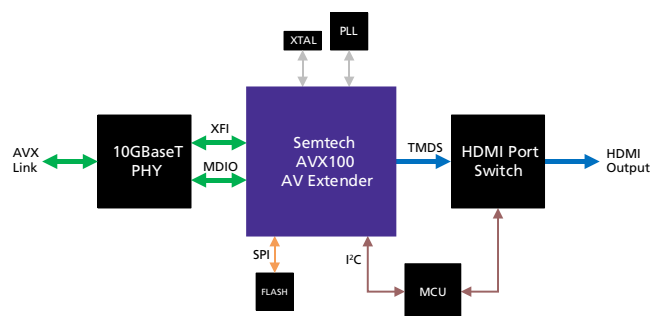 XTAL
PLL
AVX
Link
10GBaseT
PHY
XFI
MDIO
Semtech
AVX100
AV Extender
TMDS
HDMI Port
Switch
HDMI
Output
SPI
FLASH
I²C
MCU